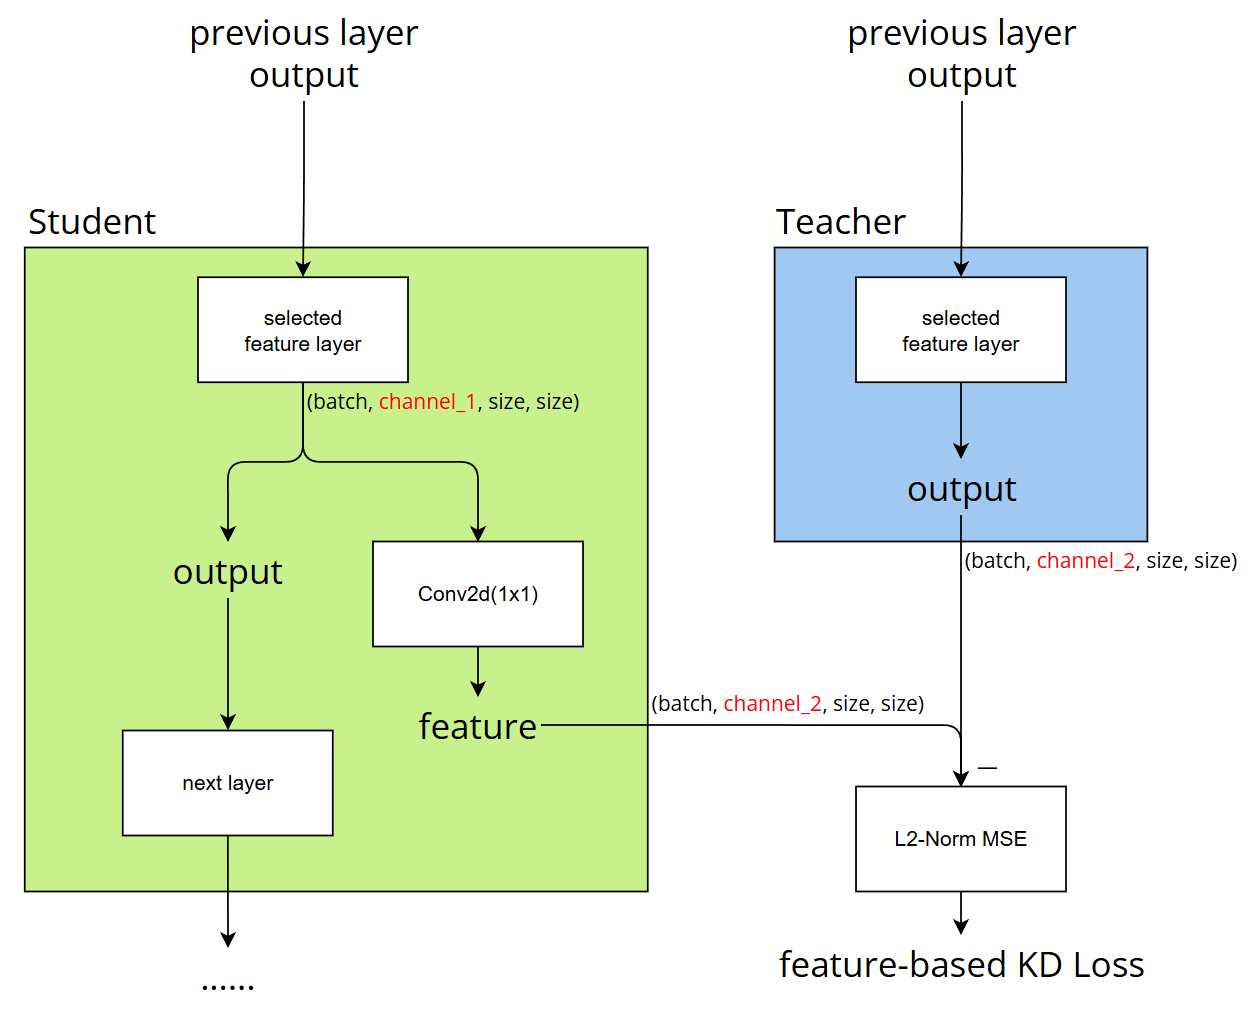 previous layer
output
previous layer
output
Student
Teacher
selected
feature layer
selected
feature layer
(batch, channel_1, size, size)
output
output
Conv2d(1x1)
(batch, channel_2, size, size)
feature
(batch, channel_2, size, size)
—
next layer
L2-Norm MSE
feature-based KD Loss
......